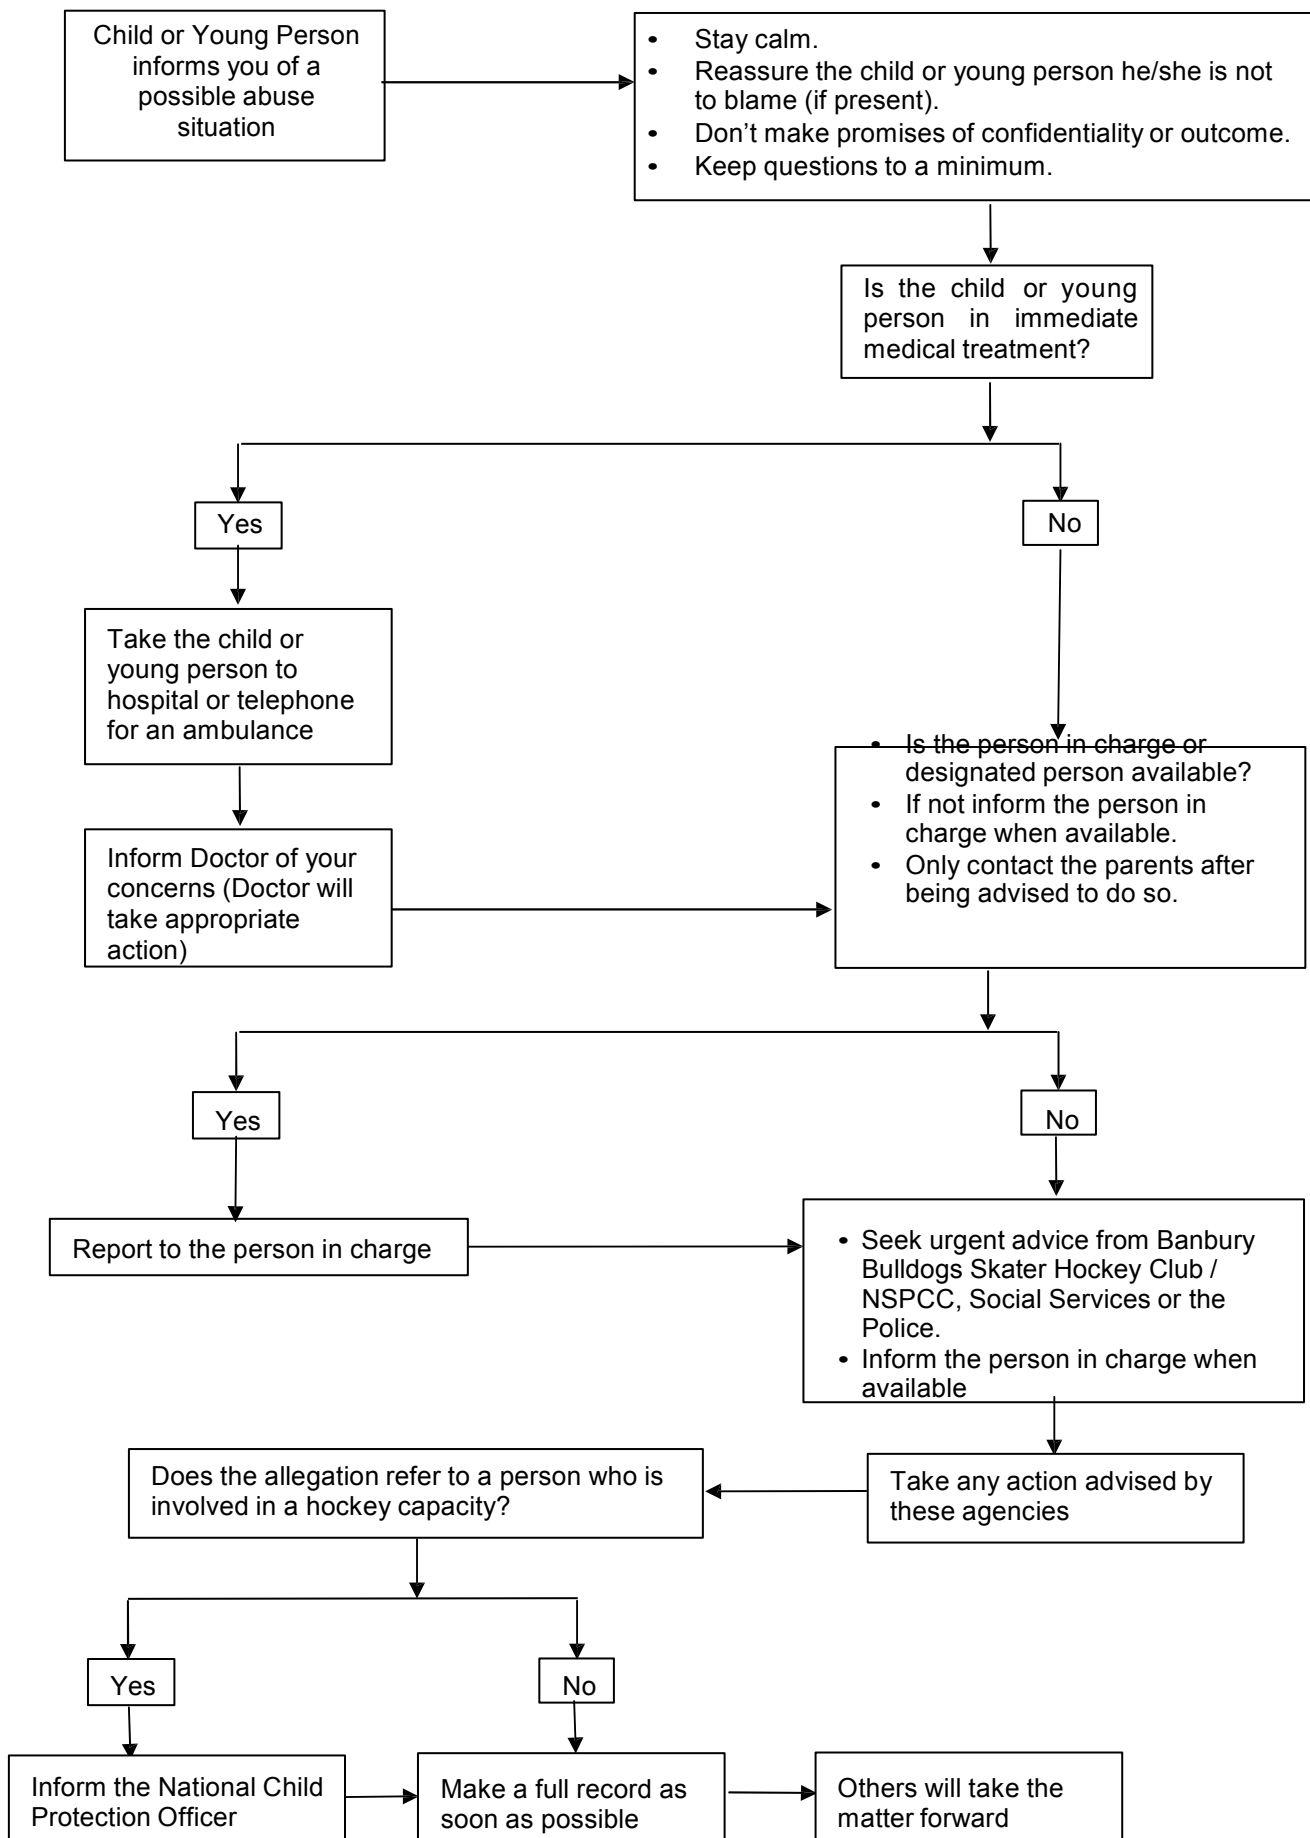 Child or Young Person
informs you of a
possible abuse
situation
• Stay calm.
• Reassure the child or young person he/she is not
to blame (if present).
• Don’t make promises of confidentiality or outcome.
• Keep questions to a minimum.
Is the child or young
person in immediate
medical treatment?
Yes
No
Take the child or
young person to
hospital or telephone
for an ambulance
• Is the person in charge or
designated person available?
• If not inform the person in
charge when available.
• Only contact the parents after
being advised to do so.
Inform Doctor of your
concerns (Doctor will
take appropriate
action)
Yes
No
Report to the person in charge
• Seek urgent advice from Banbury
Bulldogs Skater Hockey Club /
NSPCC, Social Services or the
Police.
• Inform the person in charge when
available
Does the allegation refer to a person who is
involved in a hockey capacity?
Take any action advised by
these agencies
Yes
No
Inform the National Child
Protection Officer
Make a full record as
soon as possible
Others will take the
matter forward